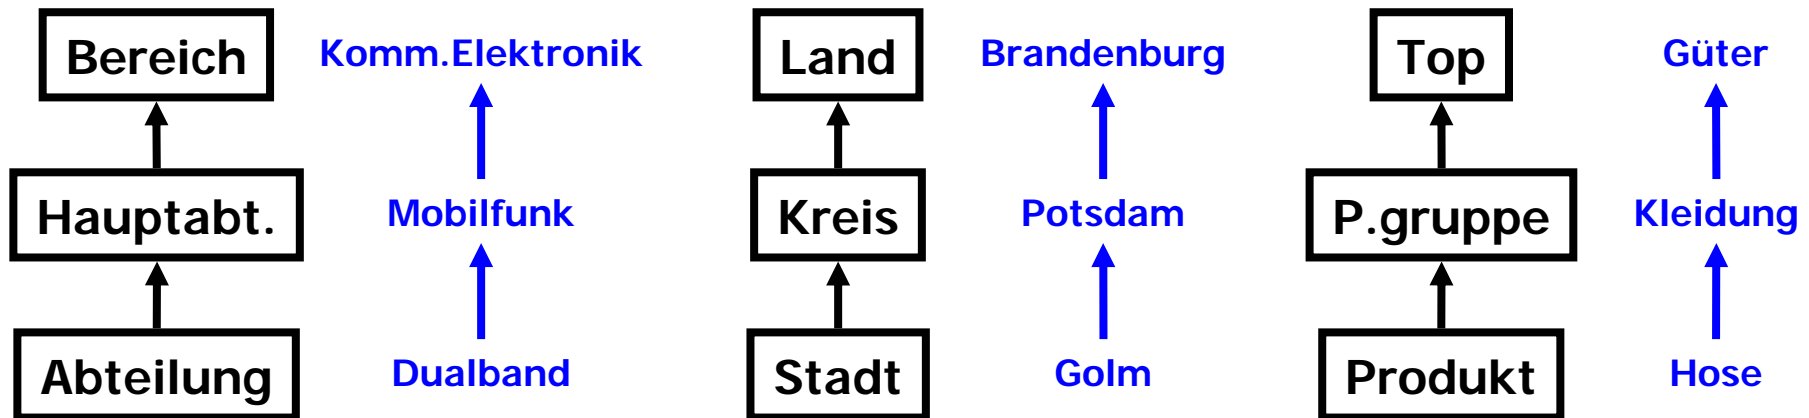 Bereich Komm.Elektronik Land Brandenburg Top Güter
Hauptabt. Mobilfunk Kreis Potsdam P.gruppe Kleidung
Abteilung Dualband Stadt Golm Produkt Hose